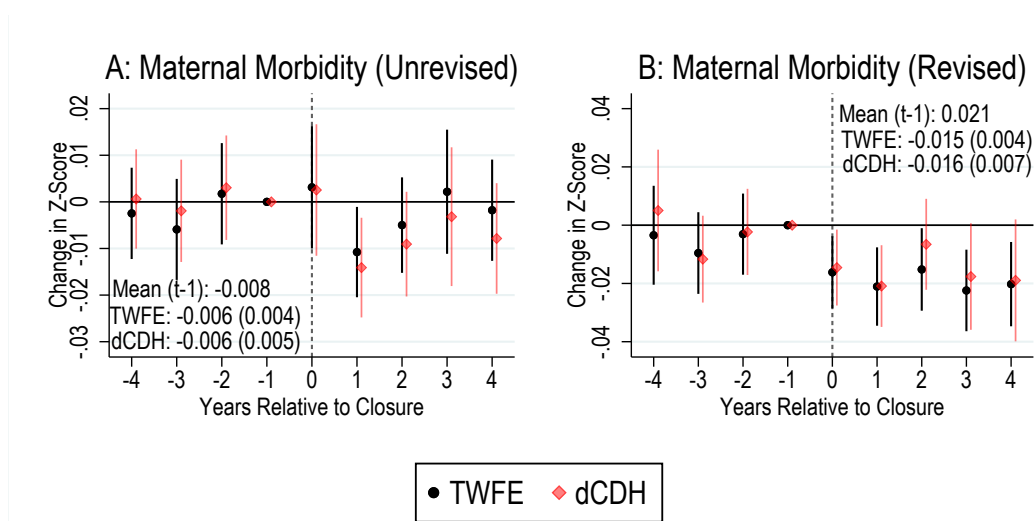 A: Maternal Morbidity (Unrevised)
Change in Z-Score
.02
.01
0
-.01
-.02
-.03
Mean (t-1): -0.008
TWFE: -0.006 (0.004)
dCDH: -0.006 (0.005)
-4 -3 -2 -1 0 1 2 3 4
Years Relative to Closure
B: Maternal Morbidity (Revised)
Change in Z-Score
.04
.02
0
-.02
-.04
Mean (t-1): 0.021
TWFE: -0.015 (0.004)
dCDH: -0.016 (0.007)
-4 -3 -2 -1 0 1 2 3 4
Years Relative to Closure
TWFE dCDH